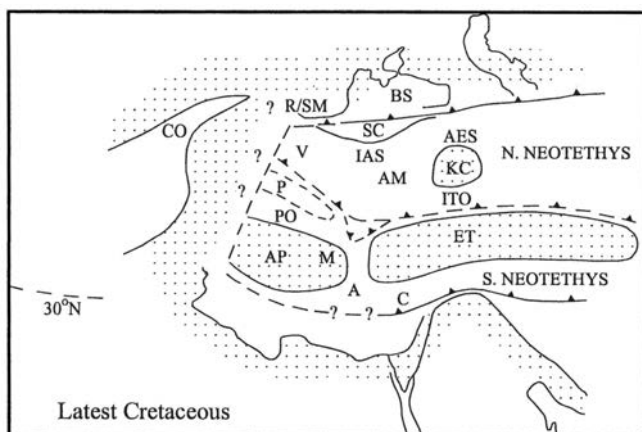 BS
R/SM
?
CO
SC
AES
?
V
IAS
N. NEOTETHYS
KC
AM
?
P
ITO
PO
ET
AP
M
S. NEOTETHYS
A
C
30°N
?
?
Latest Cretaceous